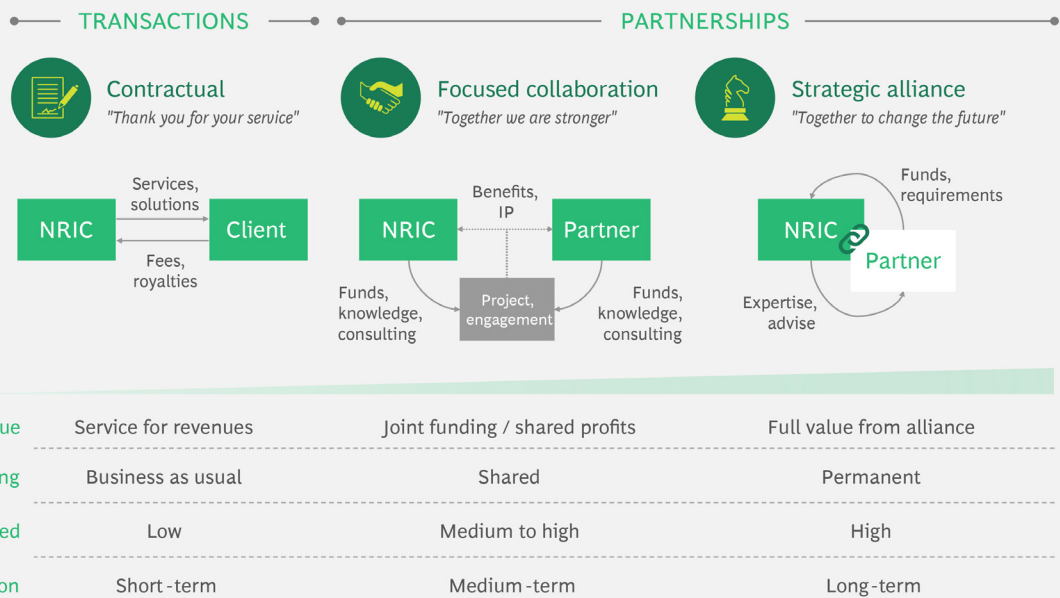 TRANSACTIONS
PARTNERSHIPS
Contractual
"Thank you for your service"
Focused collaboration
"Together we are stronger"
Strategic alliance
"Together to change the future"
Services,
solutions
NRIC
Client
Fees,
royalties
Benefits,
IP
NRIC
Partner
Project,
engagement
Funds,
knowledge,
consulting
Funds,
knowledge,
consulting
Funds,
requirements
NRIC
Partner
Expertise,
advise
ue Service for revenues Joint funding / shared profits Full value from alliance
ng Business as usual Shared Permanent
ed Low Medium to high High
on Short-term Medium-term Long-term